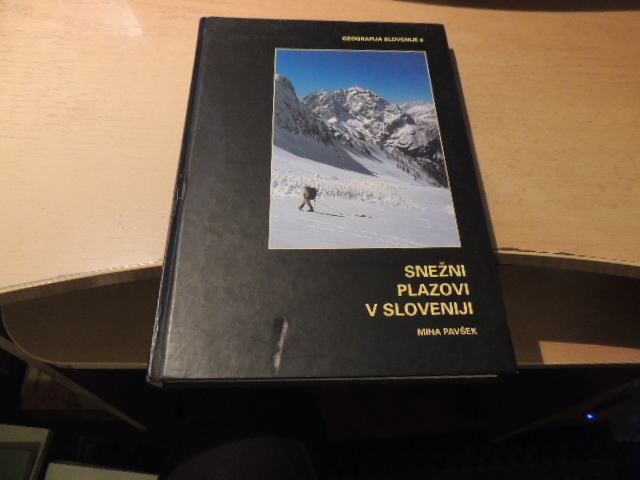 GEOGRAFIJA SLOVENIJE 6
SNEŽNI
PLAZOVI
V SLOVENIJI
MIHA PAVŠEK